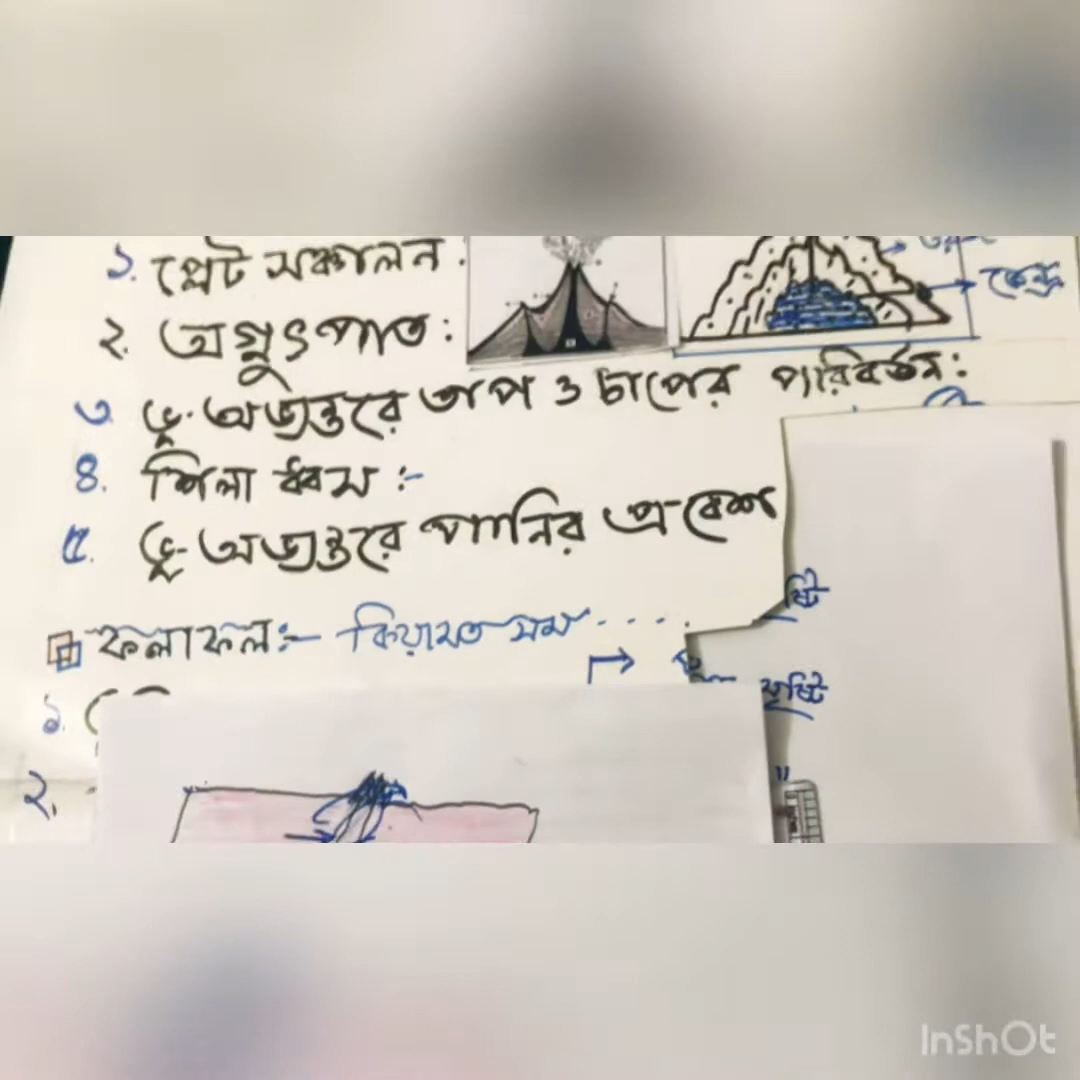 ১. প্লেট সঞ্চালন.
২. অগ্নুৎপাত:
কেন্দ্র
৩ ভূ-অভ্যন্তরে তাপ ও চাপের পরিবর্তন:
৪. শিলা ধ্বস :-
৫. ভূ-অভ্যন্তরে পানির প্রবেশ
ষ্টি
ফলাফল:- কিয়ামত সম.....
সৃষ্টি
১.
২.
InShOt